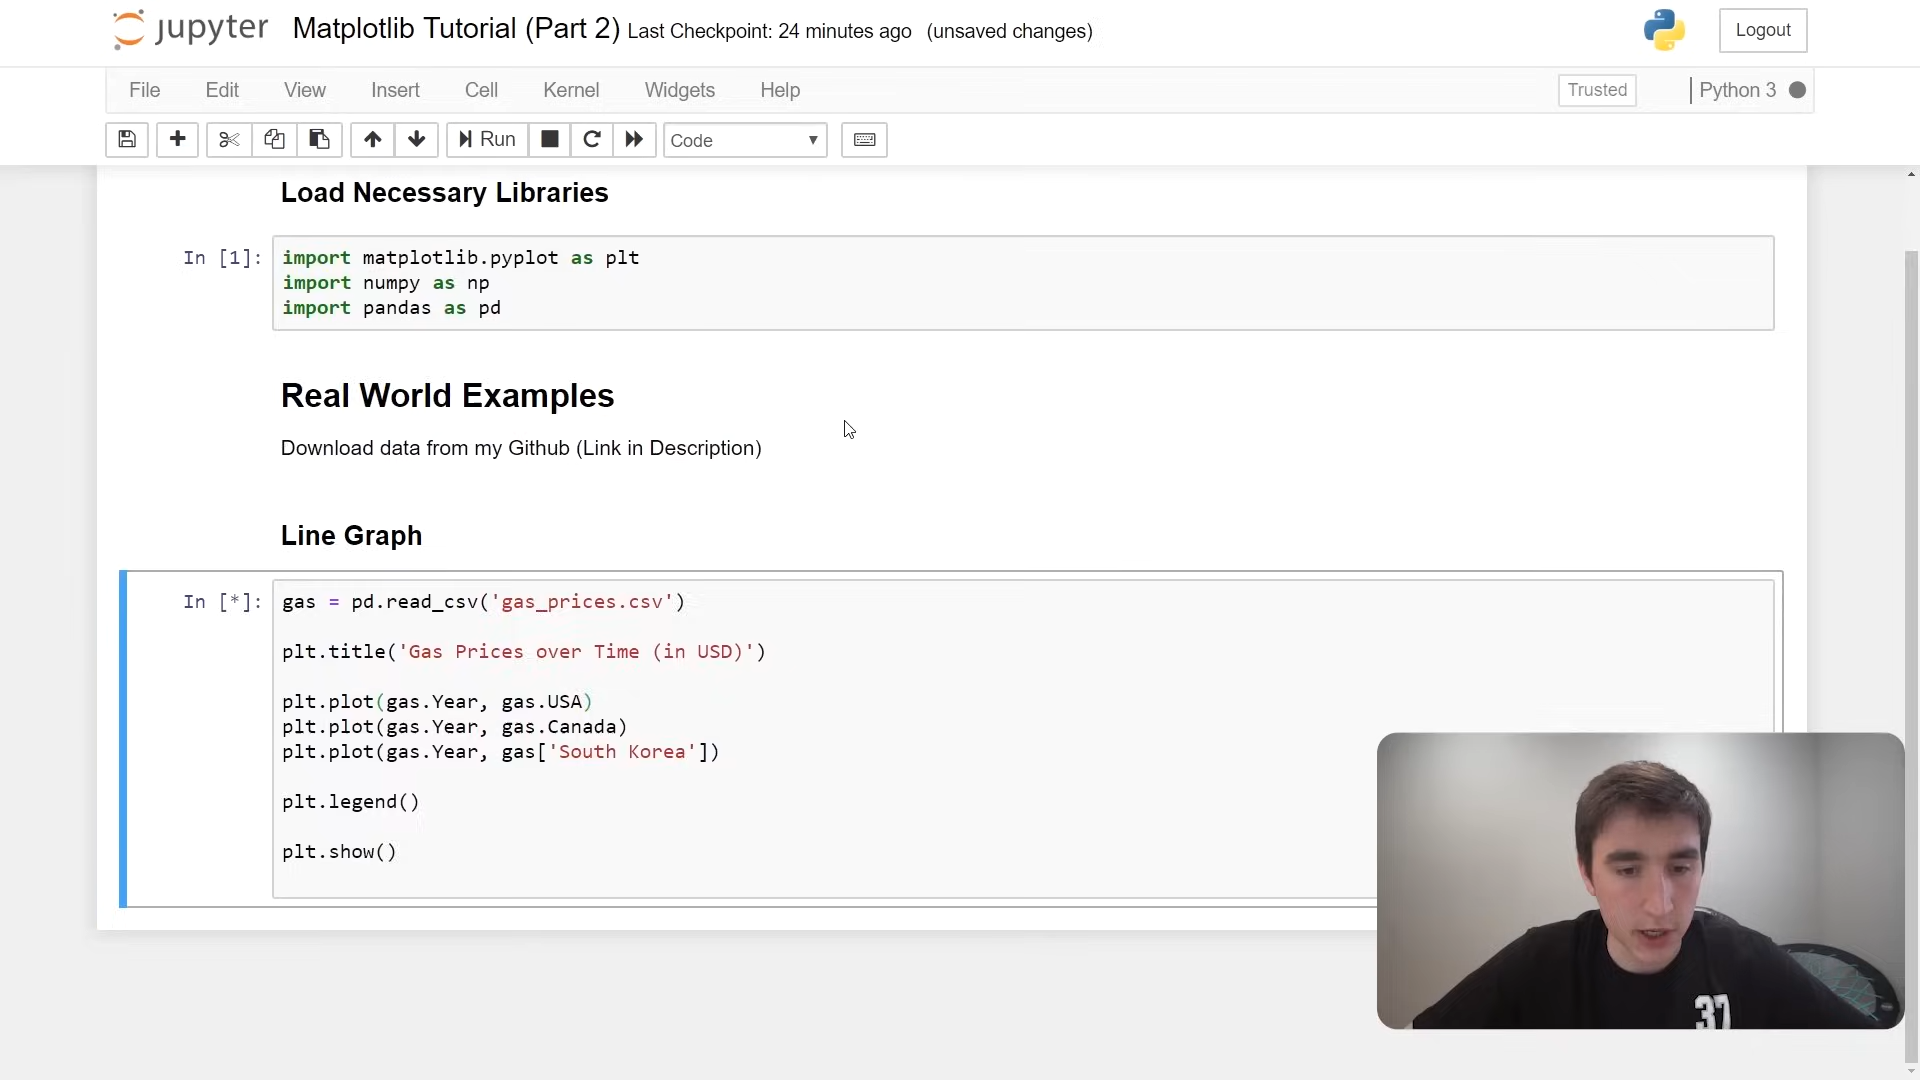 jupyter Matplotlib Tutorial (Part 2) Last Checkpoint: 24 minutes ago (unsaved changes) Logout
File Edit View Insert Cell Kernel Widgets Help Trusted Python 3
Run Code
Load Necessary Libraries
In [1]: import matplotlib.pyplot as plt
import numpy as np
import pandas as pd
Real World Examples
Download data from my Github (Link in Description)
Line Graph
In [*]: gas = pd.read_csv('gas_prices.csv')
plt.title('Gas Prices over Time (in USD)')
plt.plot(gas.Year, gas.USA)
plt.plot(gas.Year, gas.Canada)
plt.plot(gas.Year, gas['South Korea'])
plt.legend()
plt.show()
37